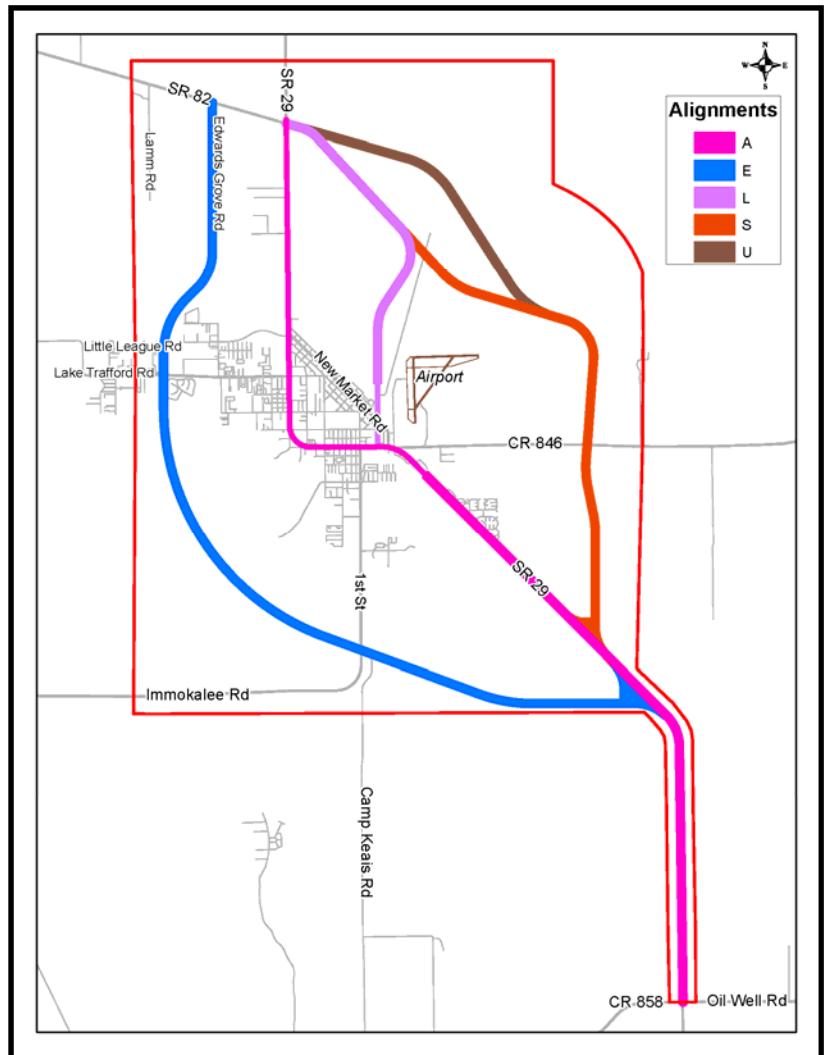 N
W E
S
SR 82
SR 29
Edwards Grove Rd
Lamm Rd
Alignments
A
E
L
S
U
Little League Rd
Lake Trafford Rd
New Market Rd
Airport
CR 846
SR 29
1st St
Immokalee Rd
Camp Keais Rd
CR 858
Oil Well Rd